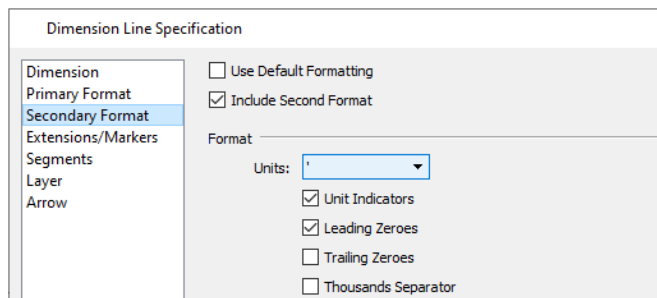 Dimension Line Specification
Dimension
Primary Format
Secondary Format
Extensions/Markers
Segments
Layer
Arrow
Use Default Formatting
Include Second Format
Format
Units: '
Unit Indicators
Leading Zeroes
Trailing Zeroes
Thousands Separator